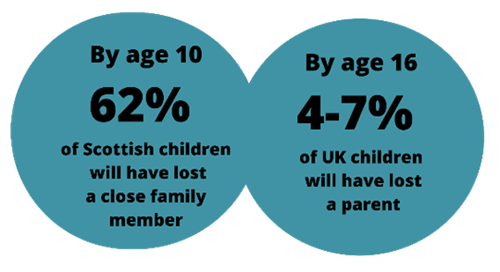 By age 10
62%
of Scottish children
will have lost
a close family
member
By age 16
4-7%
of UK children
will have lost
a parent